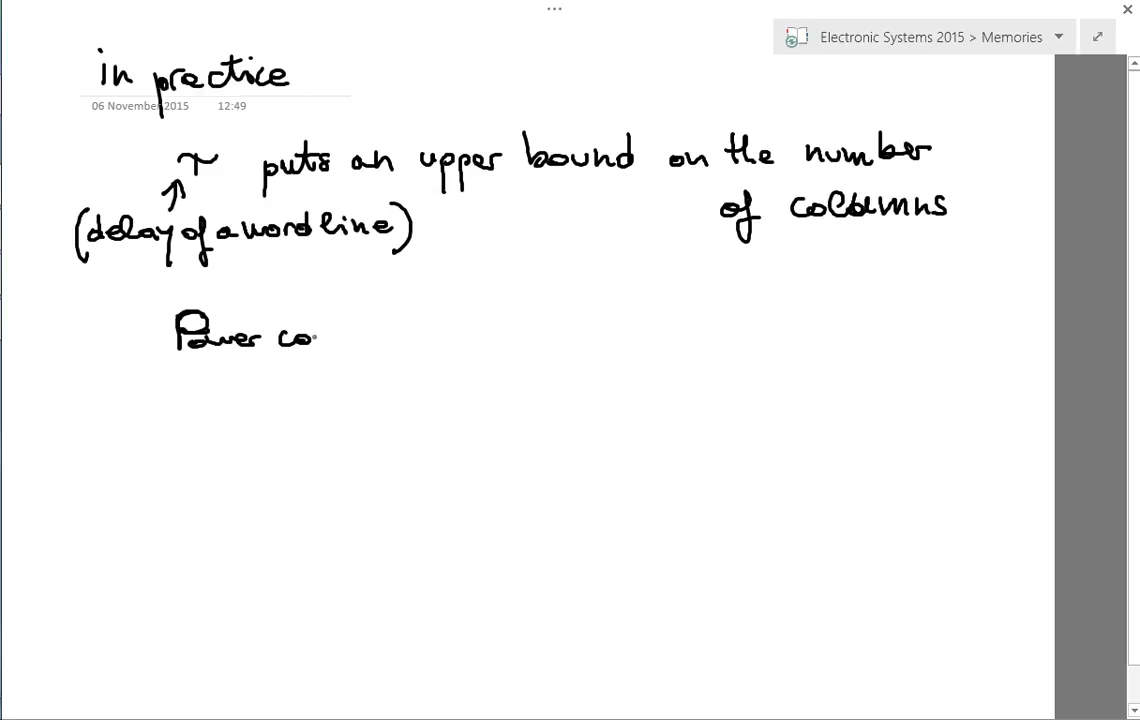 Electronic Systems 2015 > Memories
in practice
06 November 2015 12:49
τ puts an upper bound on the number
of columns
(delay of a word line)
Power co